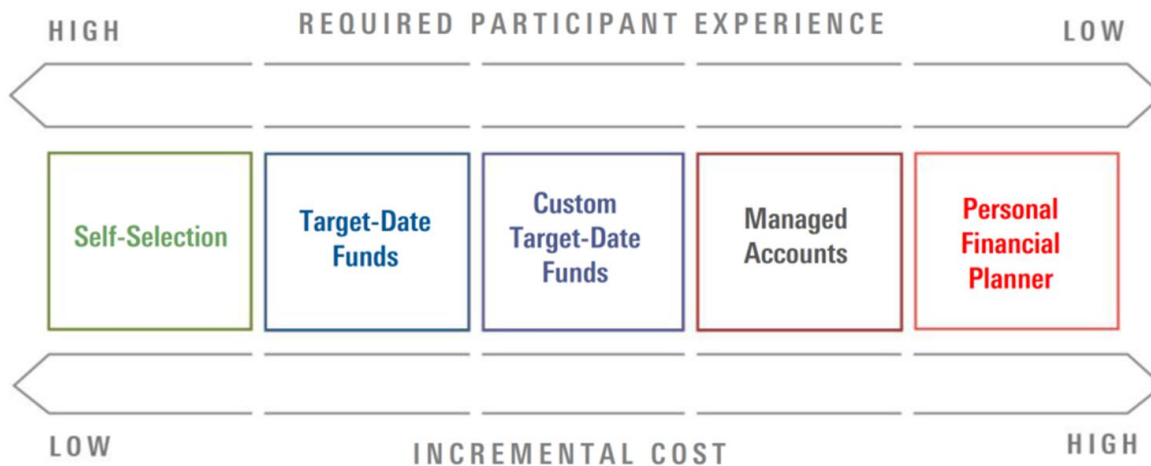 REQUIRED PARTICIPANT EXPERIENCE
HIGH
LOW
Self-Selection
Target-Date
Funds
Custom
Target-Date
Funds
Managed
Accounts
Personal
Financial
Planner
LOW
INCREMENTAL COST
HIGH